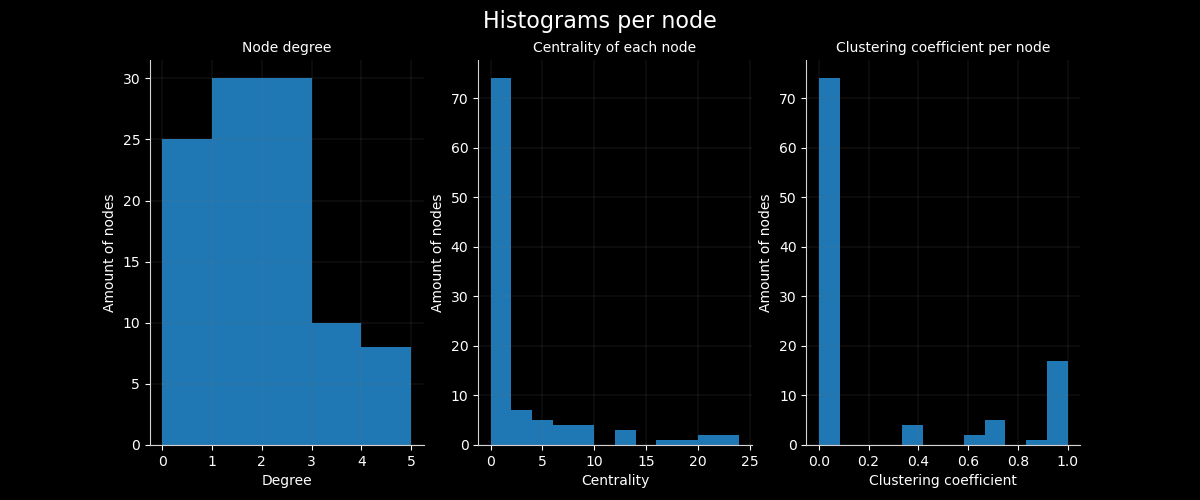 Histograms per node
Node degree
Amount of nodes
30
25
20
15
10
5
0
0 1 2 3 4 5
Degree
Centrality of each node
Amount of nodes
70
60
50
40
30
20
10
0
0 5 10 15 20 25
Centrality
Clustering coefficient per node
Amount of nodes
70
60
50
40
30
20
10
0
0.0 0.2 0.4 0.6 0.8 1.0
Clustering coefficient